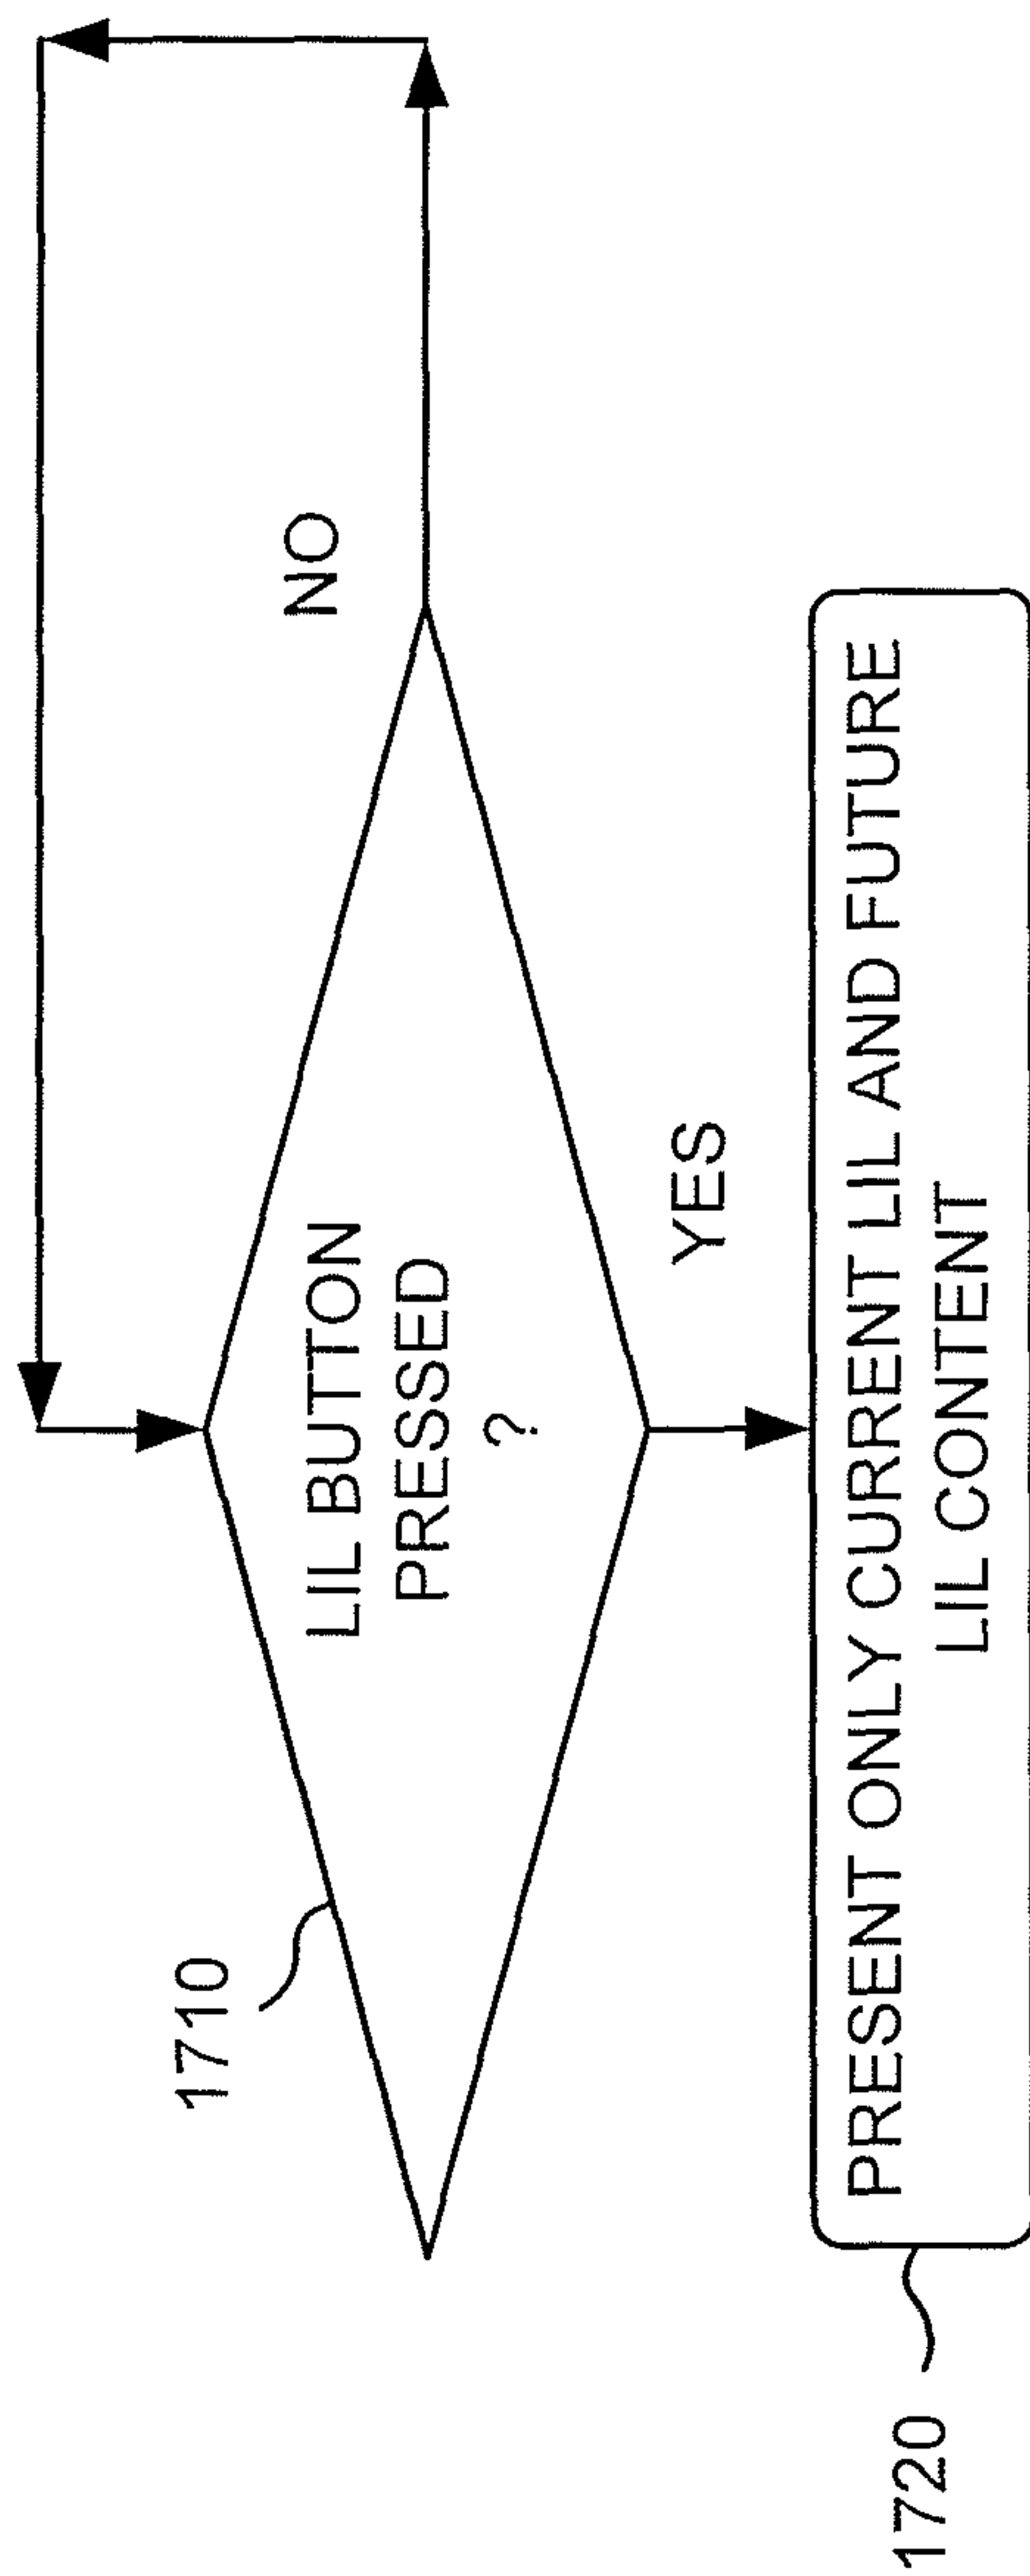 NO
1710
LIL BUTTON
PRESSED
?
YES
PRESENT ONLY CURRENT LIL AND FUTURE
LIL CONTENT
1720